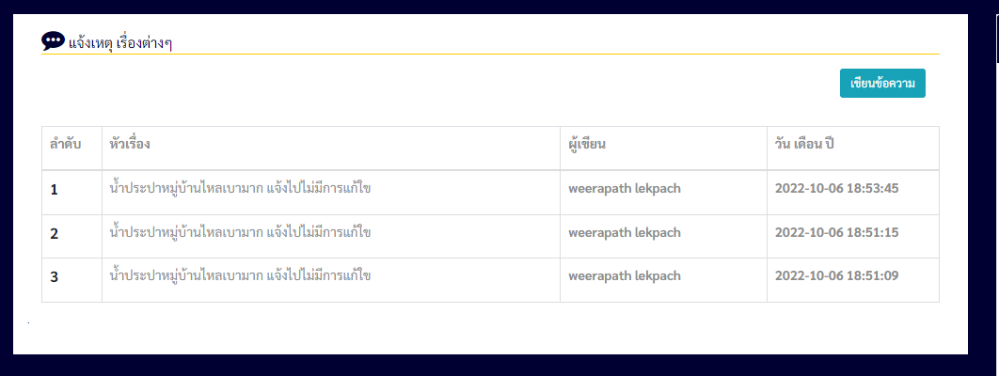 แจ้งเหตุ เรื่องต่างๆ
เขียนข้อความ
ลำดับ หัวเรื่อง ผู้เขียน วัน เดือน ปี
1 น้ำประปาหมู่บ้านไหลเบามาก แจ้งไปไม่มีการแก้ใข weerapath lekpach 2022-10-06 18:53:45
2 น้ำประปาหมู่บ้านไหลเบามาก แจ้งไปไม่มีการแก้ใข weerapath lekpach 2022-10-06 18:51:15
3 น้ำประปาหมู่บ้านไหลเบามาก แจ้งไปไม่มีการแก้ใข weerapath lekpach 2022-10-06 18:51:09
.